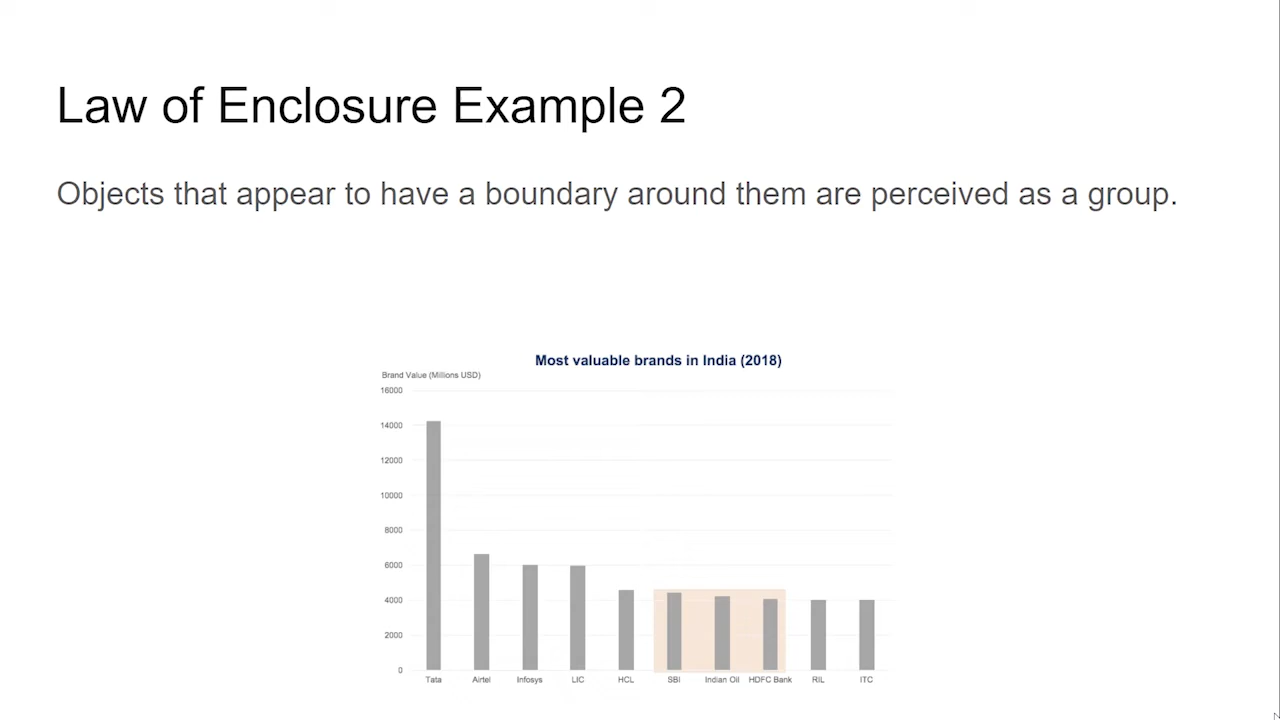 Law of Enclosure Example 2
Objects that appear to have a boundary around them are perceived as a group.
Most valuable brands in India (2018)
Brand Value (Millions USD)
16000
14000
12000
10000
8000
6000
4000
2000
0
Tata Airtel Infosys LIC HCL SBI Indian Oil HDFC Bank RIL ITC